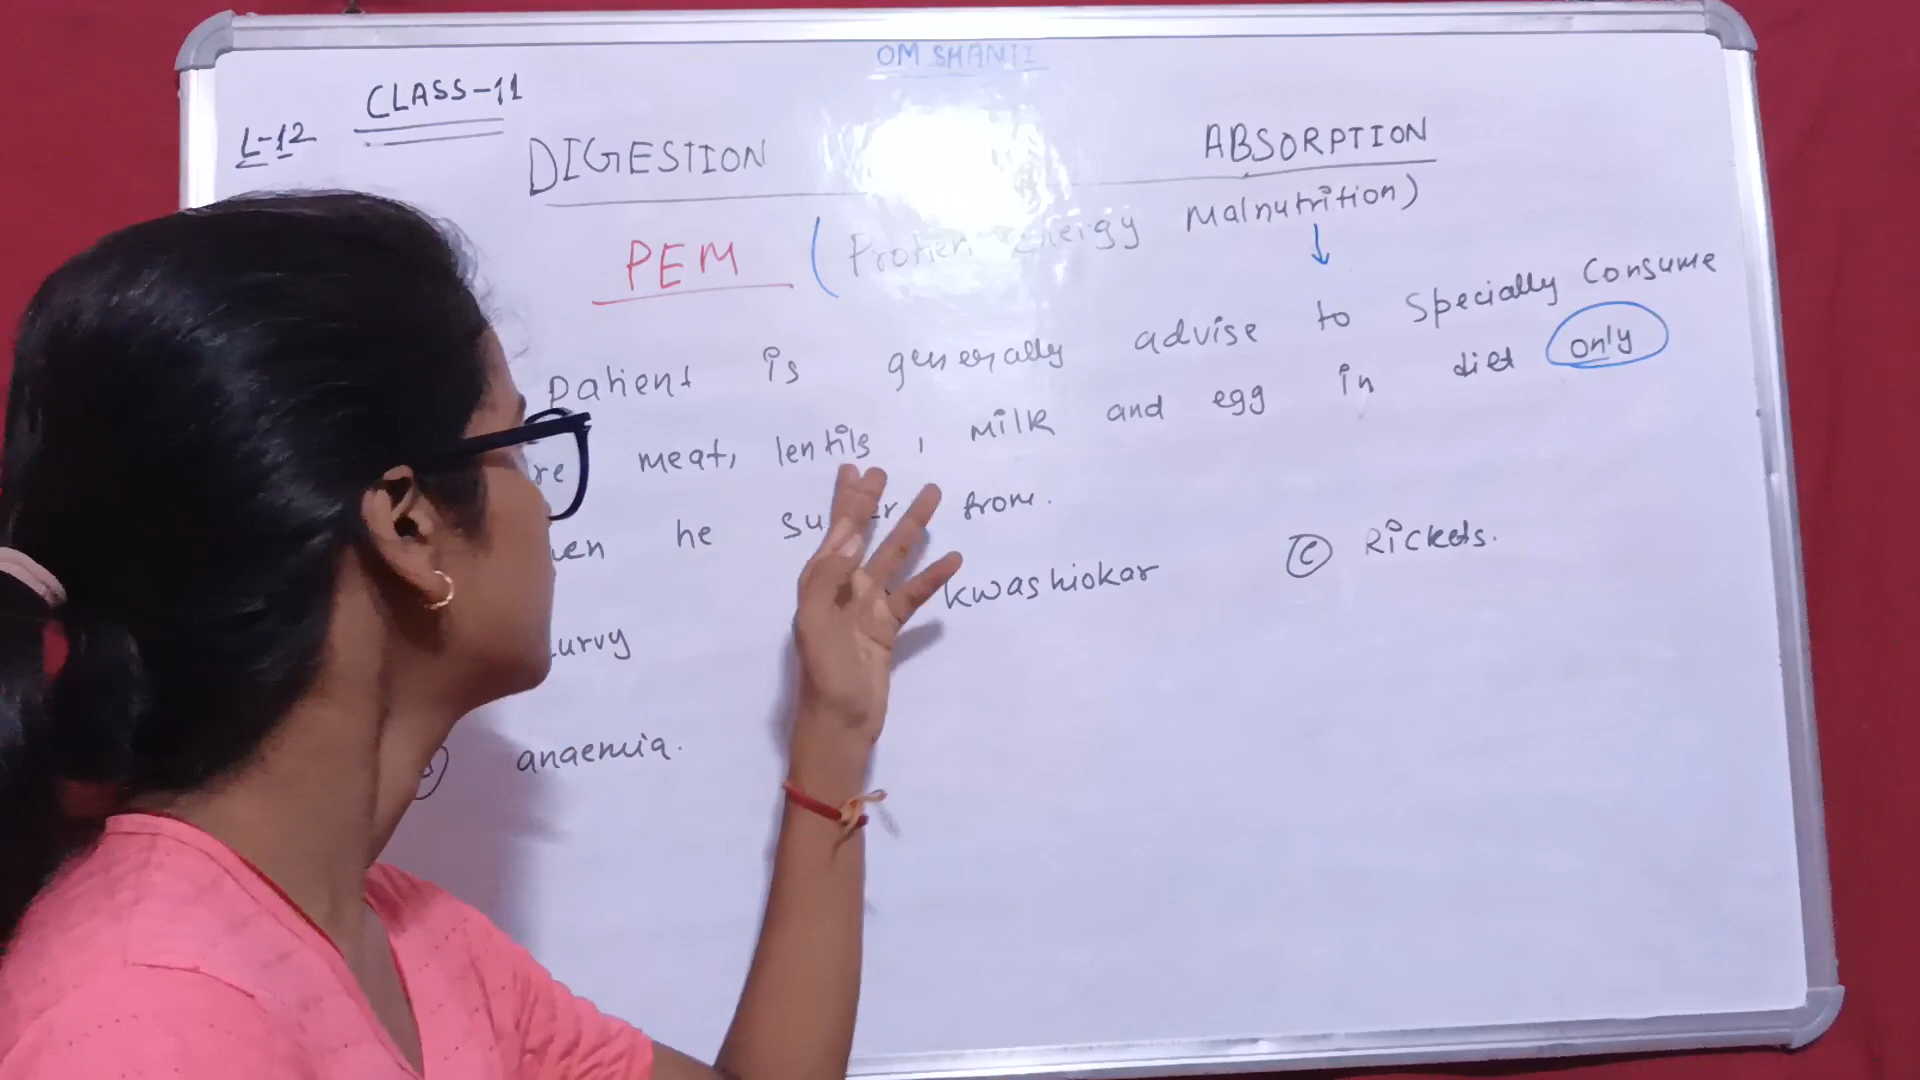 OM SHANTI
L-12 CLASS-11
DIGESTION ABSORPTION
PEM (Protien Energy Malnutrition)
patient is generally advise to Specially Consume
meat, lentils, milk and egg in diet only
he from.
kwashiokar C Rickets.
anaemia.